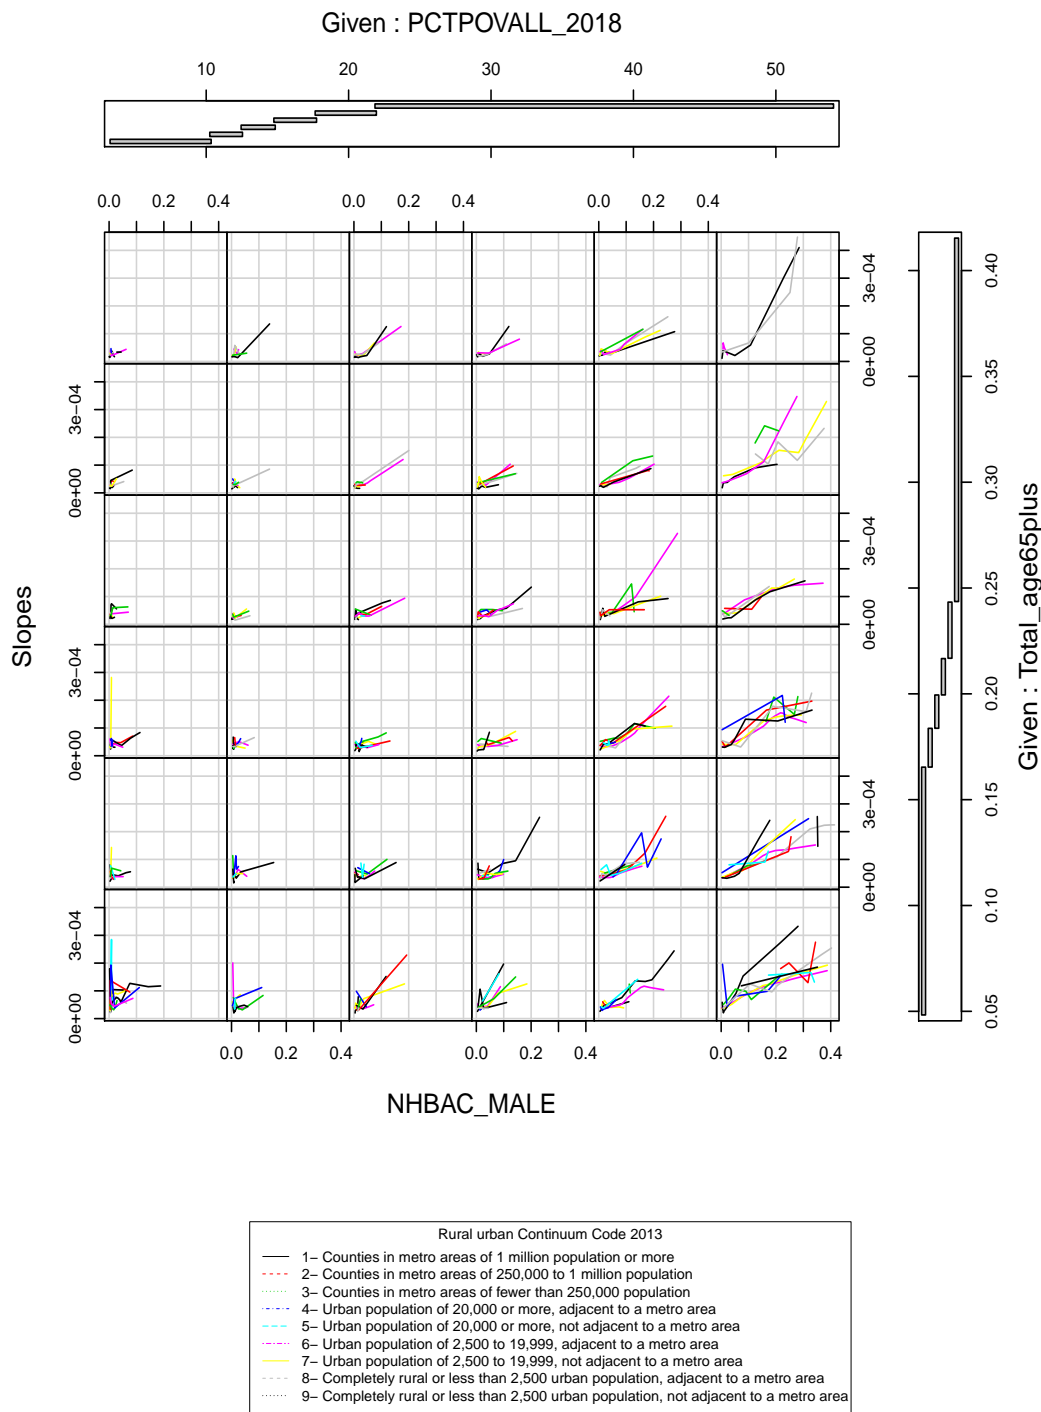 Given : PCTPOVALL_2018
10 20 30 40 50
0.0 0.2 0.4 0.0 0.2 0.4 0.0 0.2 0.4
0e+00 3e-04
0e+00 3e-04
0e+00 3e-04
0e+00 3e-04
0e+00 3e-04
0e+00 3e-04
Slopes
0.0 0.2 0.4 0.0 0.2 0.4 0.0 0.2 0.4
NHBAC_MALE
0.05 0.10 0.15 0.20 0.25 0.30 0.35 0.40
Given : Total_age65plus
Rural urban Continuum Code 2013
1– Counties in metro areas of 1 million population or more
2– Counties in metro areas of 250,000 to 1 million population
3– Counties in metro areas of fewer than 250,000 population
4– Urban population of 20,000 or more, adjacent to a metro area
5– Urban population of 20,000 or more, not adjacent to a metro area
6– Urban population of 2,500 to 19,999, adjacent to a metro area
7– Urban population of 2,500 to 19,999, not adjacent to a metro area
8– Completely rural or less than 2,500 urban population, adjacent to a metro area
9– Completely rural or less than 2,500 urban population, not adjacent to a metro area